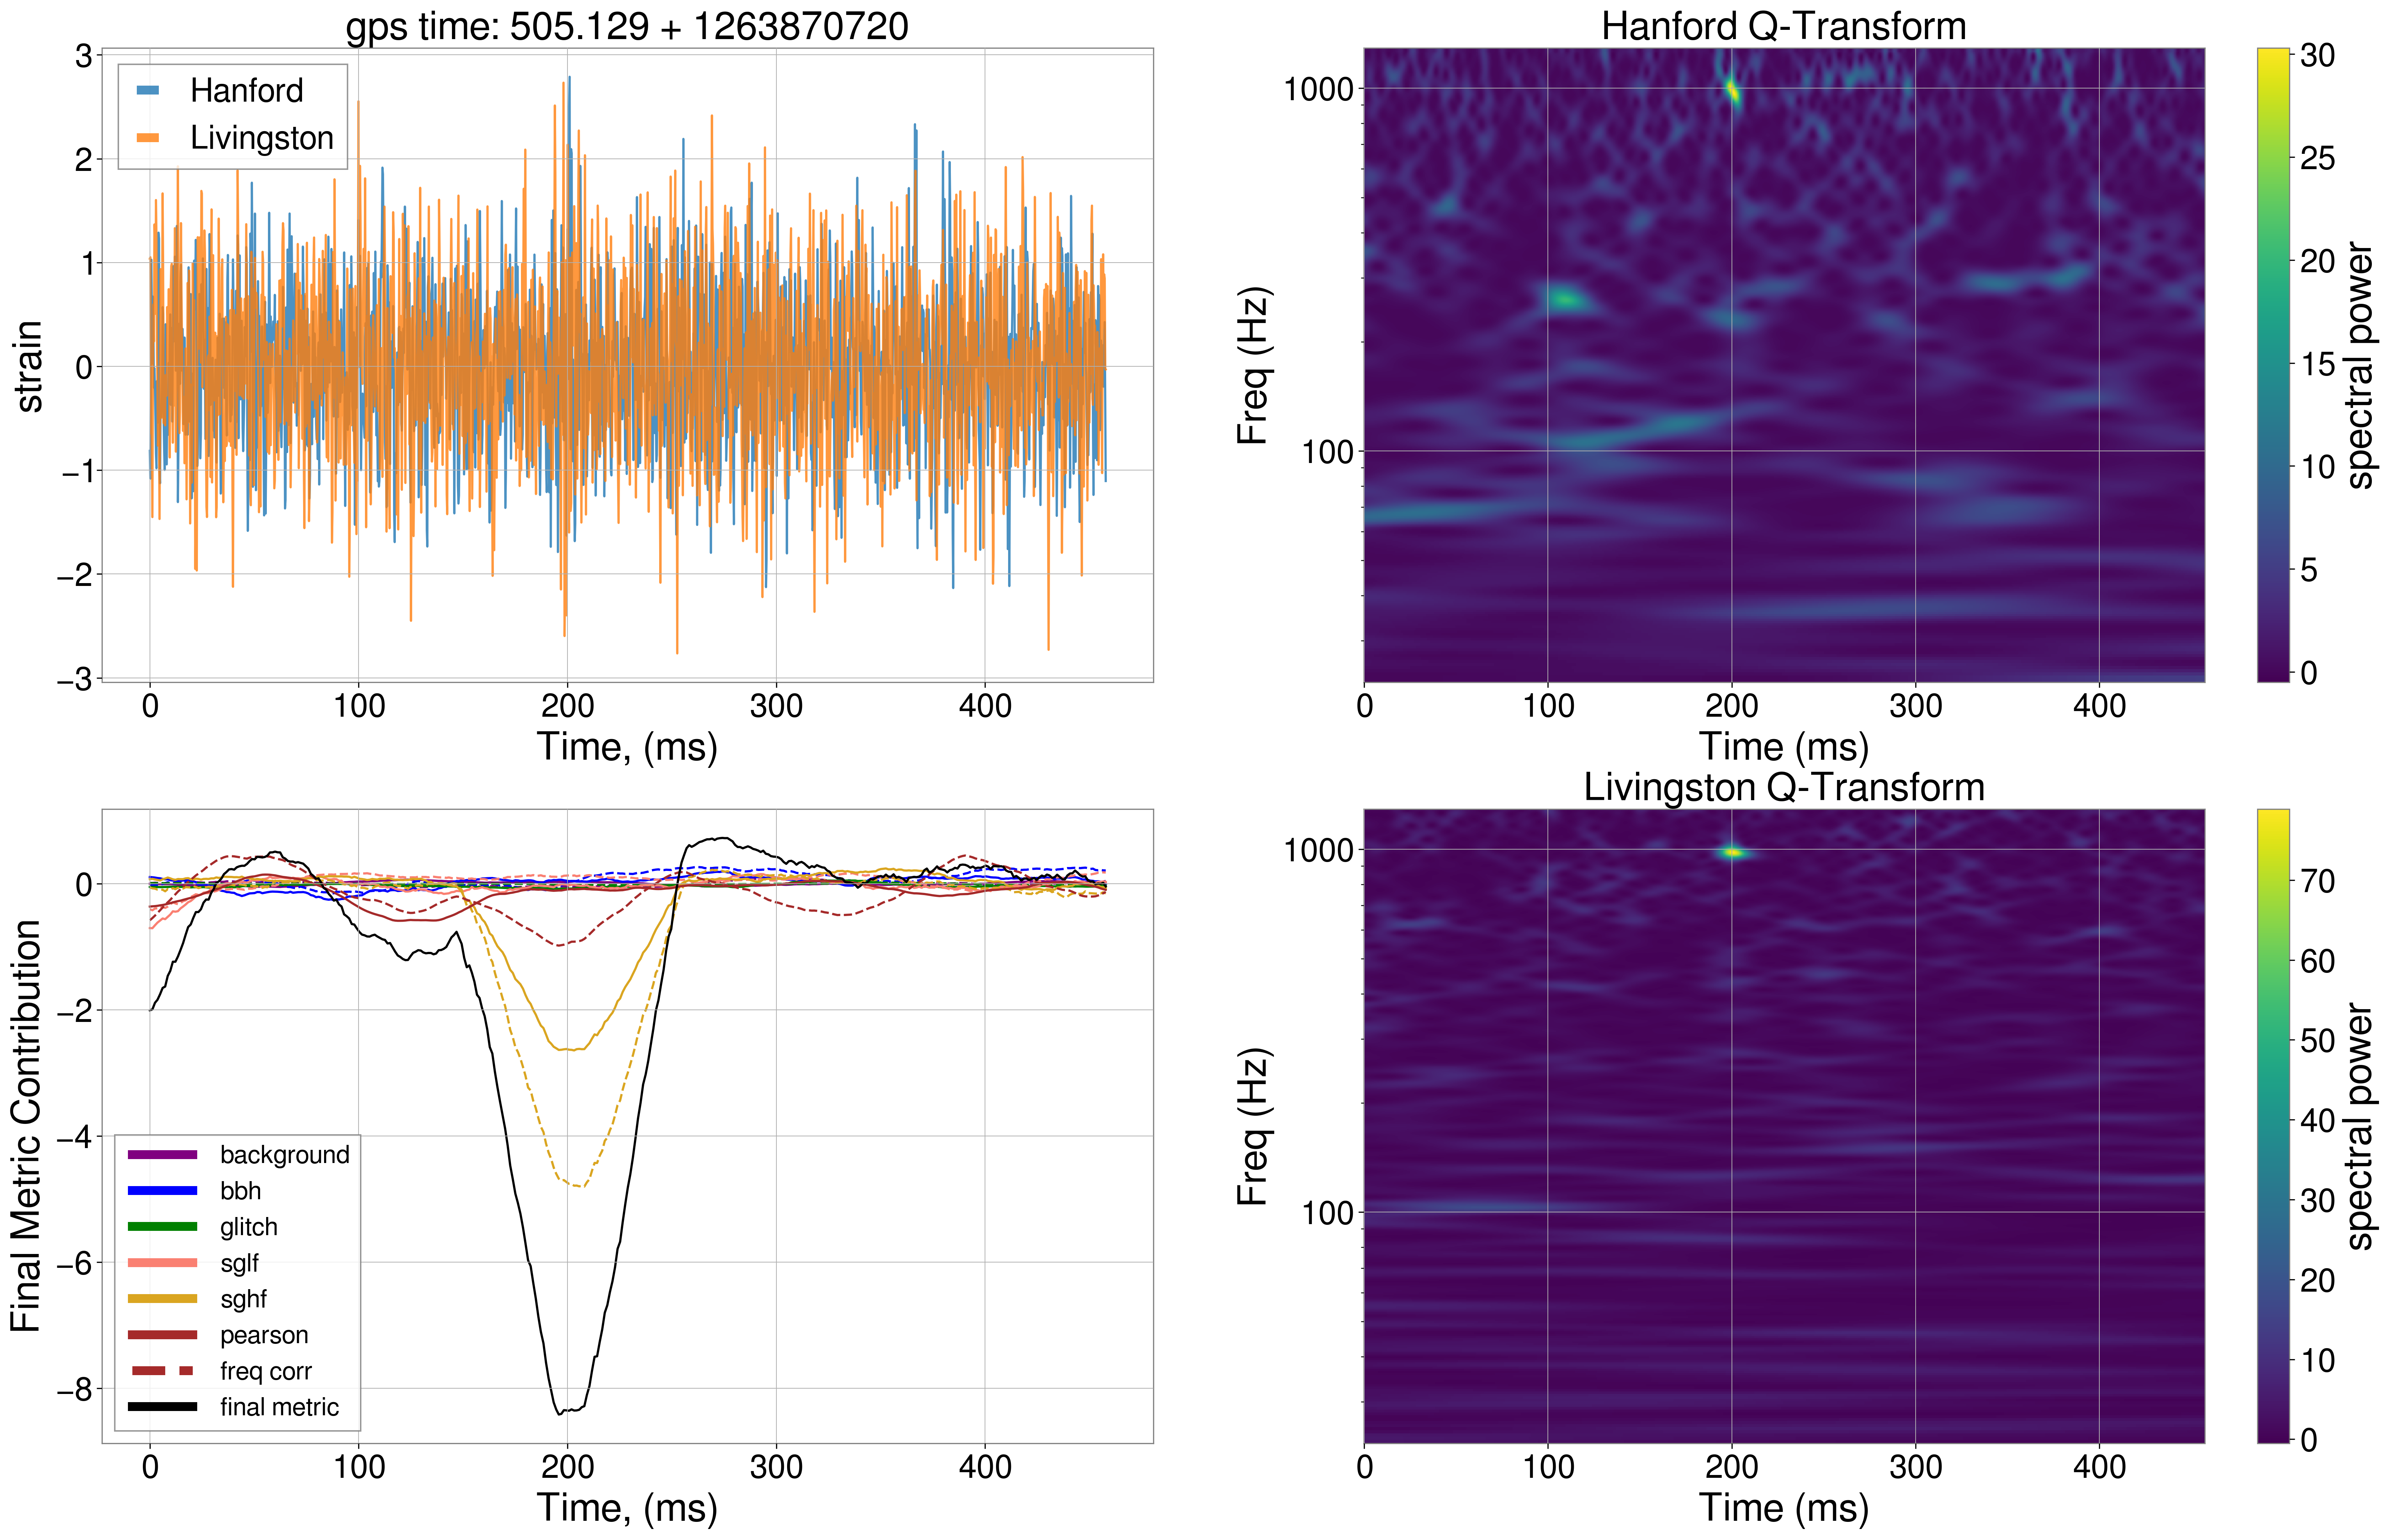 gps time: 505.129 + 1263870720
3
2
1
0
−1
−2
−3
strain
Hanford
Livingston
0
100
200
300
400
Time, (ms)
Hanford Q-Transform
1000
100
Freq (Hz)
0
100
200
300
400
Time (ms)
30
25
20
15
10
5
0
spectral power
0
−2
−4
−6
−8
Final Metric Contribution
background
bbh
glitch
sglf
sghf
pearson
freq corr
final metric
0
100
200
300
400
Time, (ms)
Livingston Q-Transform
1000
100
Freq (Hz)
0
100
200
300
400
Time (ms)
70
60
50
40
30
20
10
0
spectral power